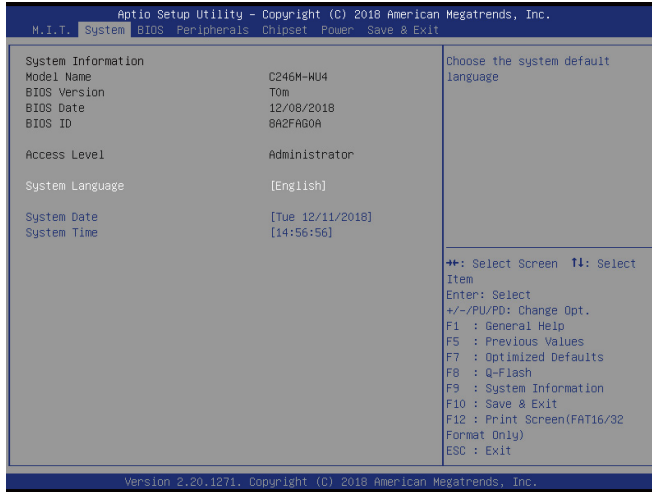 Aptio Setup Utility – Copyright (C) 2018 American Megatrends, Inc.
M.I.T. System BIOS Peripherals Chipset Power Save & Exit
System Information
Model Name C246M-WU4
BIOS Version T0m
BIOS Date 12/08/2018
BIOS ID 8A2FAG0A
Access Level Administrator
System Language [English]
System Date [Tue 12/11/2018]
System Time [14:56:56]
Choose the system default
language
→←: Select Screen ↑↓: Select
Item
Enter: Select
+/-/PU/PD: Change Opt.
F1 : General Help
F5 : Previous Values
F7 : Optimized Defaults
F8 : Q-Flash
F9 : System Information
F10 : Save & Exit
F12 : Print Screen(FAT16/32
Format Only)
ESC : Exit
Version 2.20.1271. Copyright (C) 2018 American Megatrends, Inc.